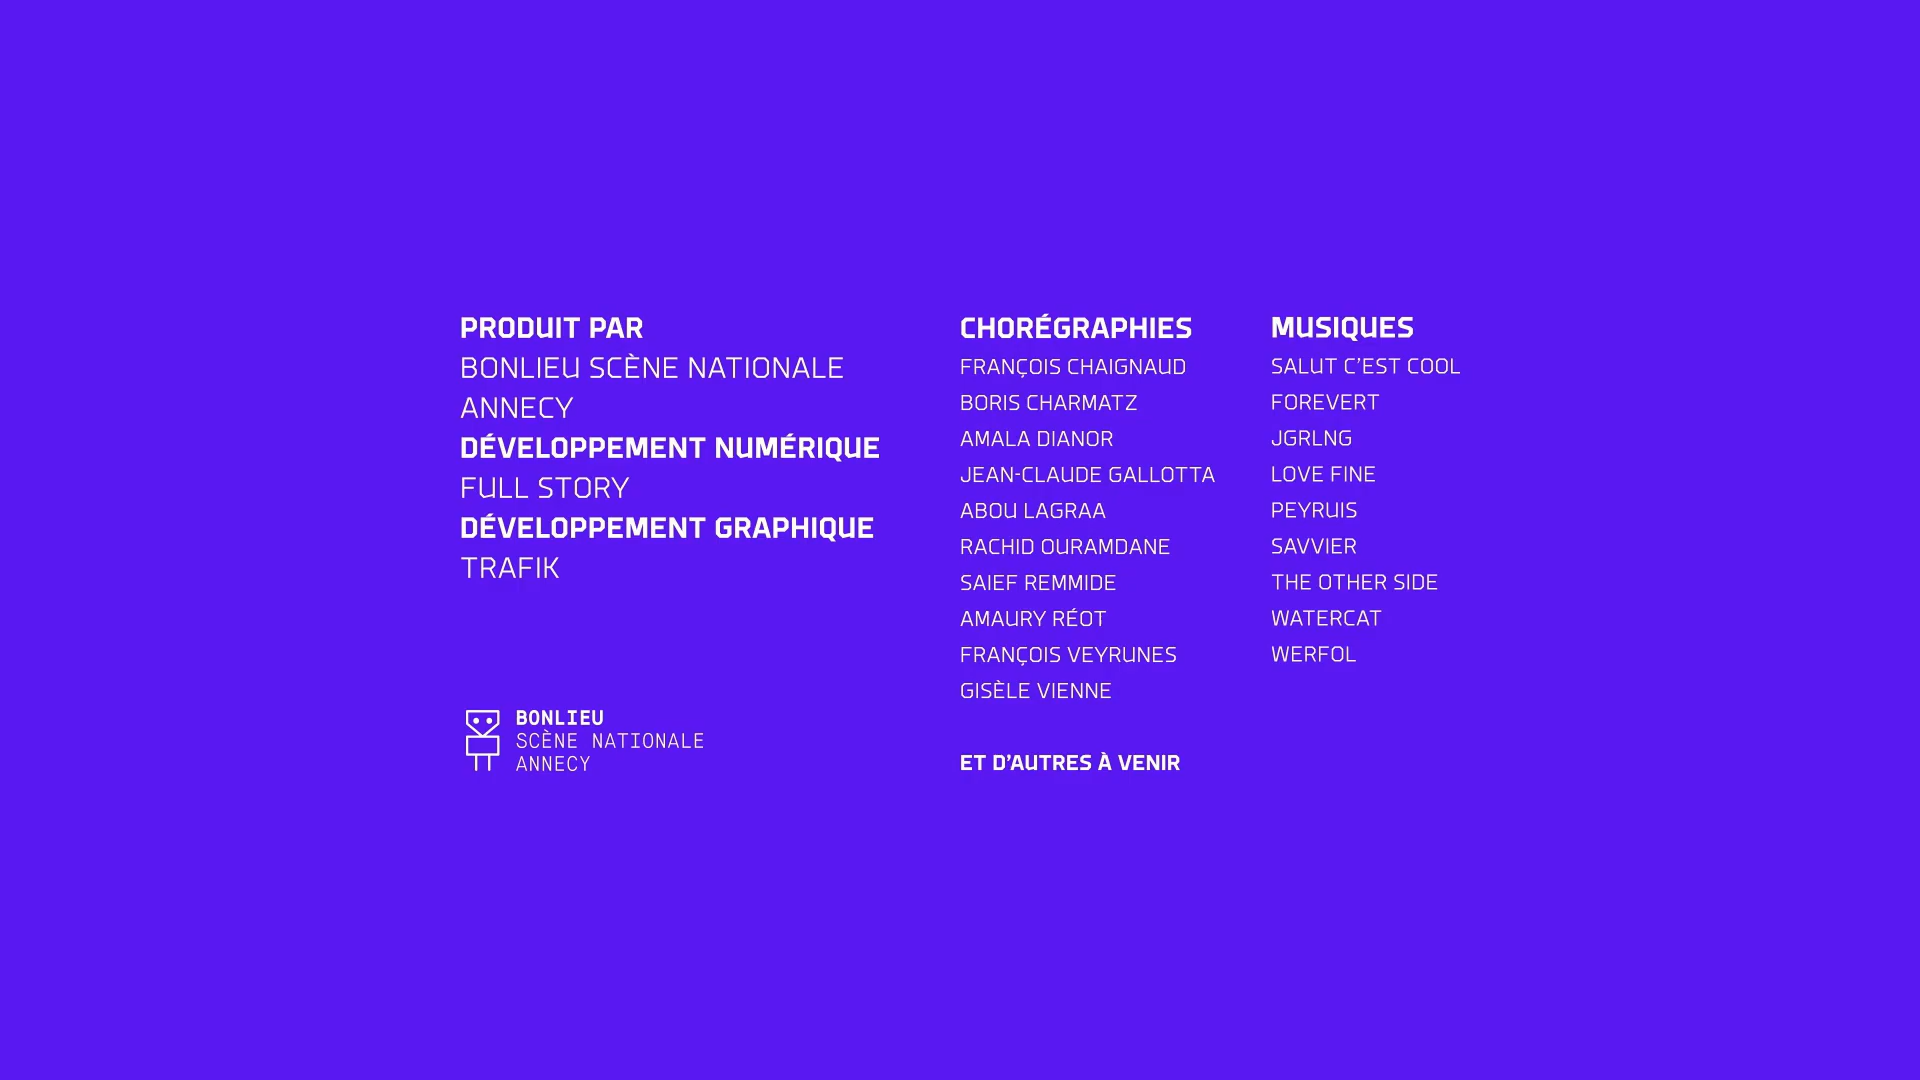 PRODUIT PAR
BONLIEU SCÈNE NATIONALE
ANNECY
DÉVELOPPEMENT NUMÉRIQUE
FULL STORY
DÉVELOPPEMENT GRAPHIQUE
TRAFIK
BONLIEU
SCÈNE NATIONALE
ANNECY
CHORÉGRAPHIES
FRANÇOIS CHAIGNAUD
BORIS CHARMATZ
AMALA DIANOR
JEAN-CLAUDE GALLOTTA
ABOU LAGRAA
RACHID OURAMDANE
SAIEF REMMIDE
AMAURY RÉOT
FRANÇOIS VEYRUNES
GISÈLE VIENNE
ET D’AUTRES À VENIR
MUSIQUES
SALUT C’EST COOL
FOREVERT
JGRLNG
LOVE FINE
PEYRUIS
SAVVIER
THE OTHER SIDE
WATERCAT
WERFOL